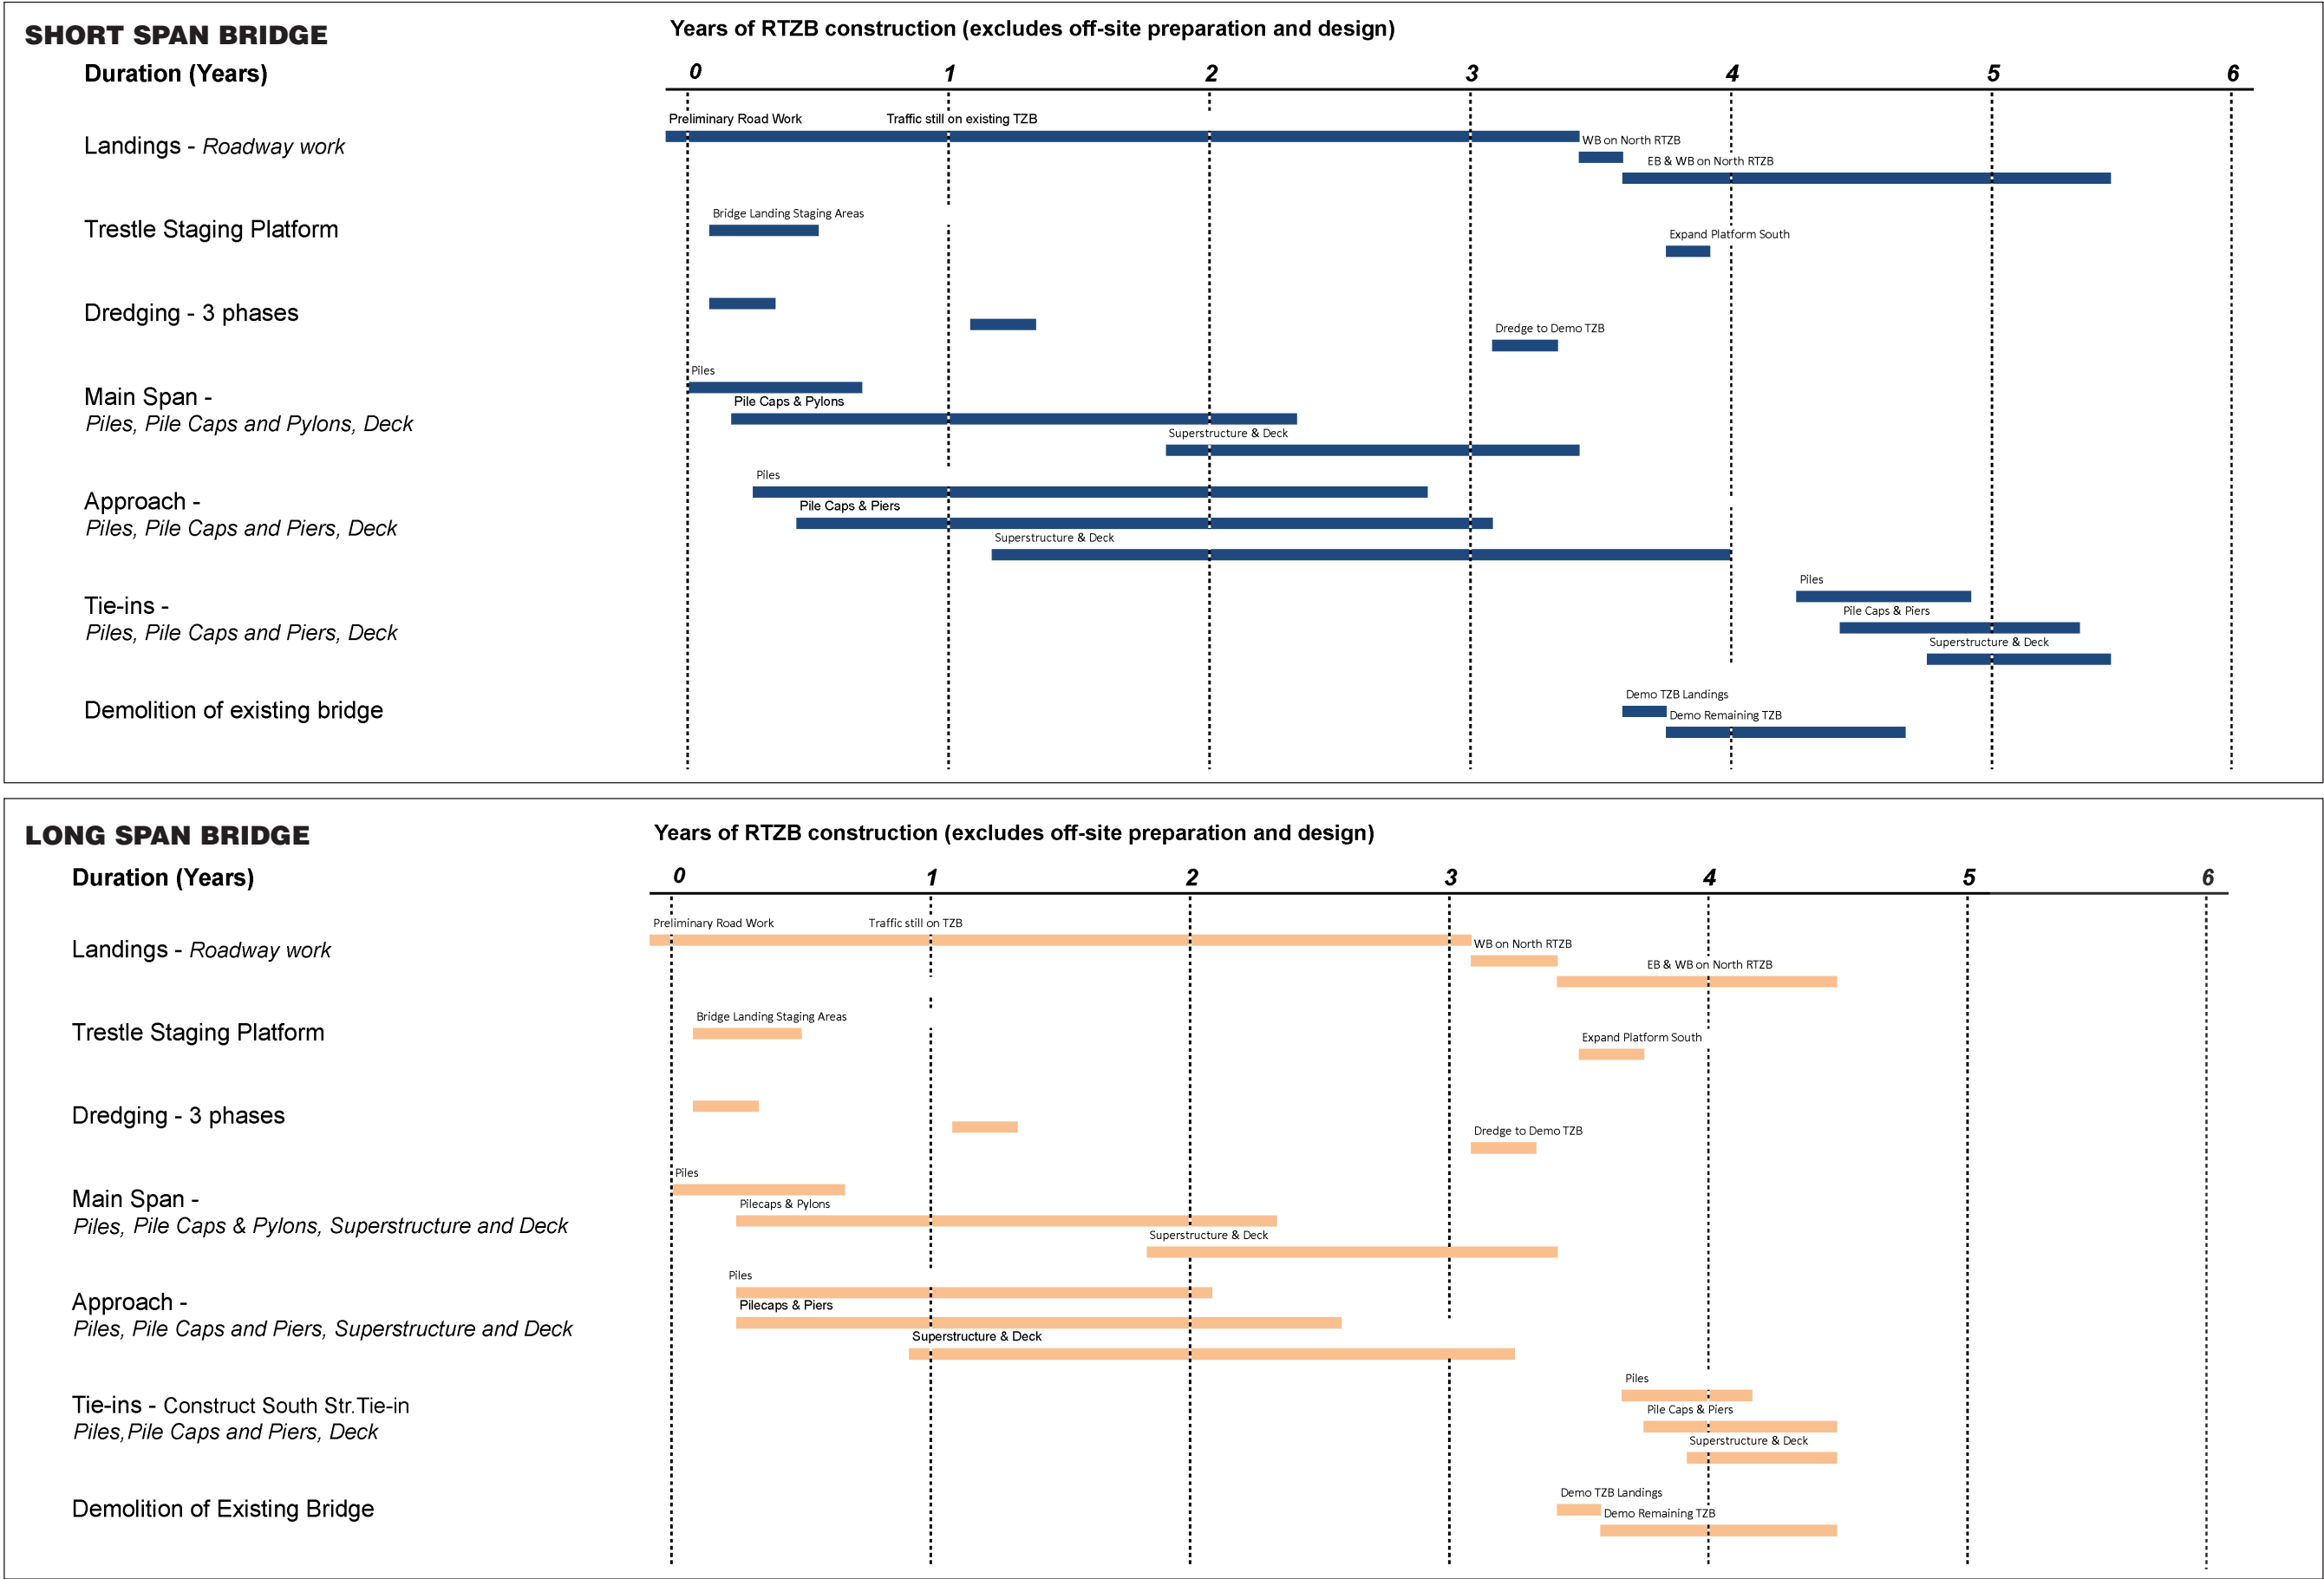 SHORT SPAN BRIDGE
Years of RTZB construction (excludes off-site preparation and design)
Duration (Years)
0 1 2 3 4 5 6
Preliminary Road Work Traffic still on existing TZB
Landings - Roadway work
WB on North RTZB
EB & WB on North RTZB
Bridge Landing Staging Areas
Trestle Staging Platform
Expand Platform South
Dredging - 3 phases
Dredge to Demo TZB
Piles
Main Span -
Pile Caps & Pylons
Piles, Pile Caps and Pylons, Deck
Superstructure & Deck
Piles
Approach -
Pile Caps & Piers
Piles, Pile Caps and Piers, Deck
Superstructure & Deck
Piles
Tie-ins -
Pile Caps & Piers
Piles, Pile Caps and Piers, Deck
Superstructure & Deck
Demo TZB Landings
Demolition of existing bridge
Demo Remaining TZB
LONG SPAN BRIDGE
Years of RTZB construction (excludes off-site preparation and design)
Duration (Years)
0 1 2 3 4 5 6
Preliminary Road Work Traffic still on TZB
Landings - Roadway work
WB on North RTZB
EB & WB on North RTZB
Bridge Landing Staging Areas
Trestle Staging Platform
Expand Platform South
Dredging - 3 phases
Dredge to Demo TZB
Piles
Main Span -
Pilecaps & Pylons
Piles, Pile Caps & Pylons, Superstructure and Deck
Superstructure & Deck
Piles
Approach -
Pilecaps & Piers
Piles, Pile Caps and Piers, Superstructure and Deck
Superstructure & Deck
Piles
Tie-ins - Construct South Str.Tie-in
Pile Caps & Piers
Piles,Pile Caps and Piers, Deck
Superstructure & Deck
Demo TZB Landings
Demolition of Existing Bridge
Demo Remaining TZB